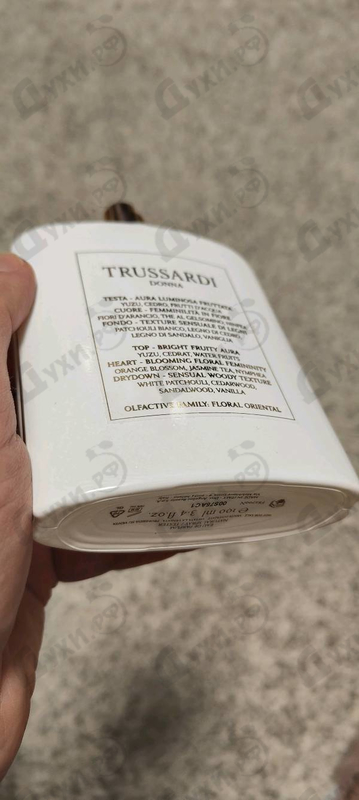 TRUSSARDI
DONNA
TESTA - AURA LUMINOSA FRUTTATA
YUZU, CEDRO, FRUTTI D'ACQUA
CUORE - FEMMINILITÀ IN FIORE
FIORI D'ARANCIO, THE AL GELSOMINO, NINFEA
FONDO - TEXTURE SENSUALE DI LEGNI
PATCHOULI BIANCO, LEGNO DI CEDRO,
LEGNO DI SANDALO, VANIGLIA
TOP - BRIGHT FRUITY AURA
YUZU, CEDRAT, WATER FRUITS
HEART - BLOOMING FLORAL FEMININITY
ORANGE BLOSSOM, JASMINE TEA, NYMPHEA
DRYDOWN - SENSUAL WOODY TEXTURE
WHITE PATCHOULI, CEDARWOOD,
SANDALWOOD, VANILLA
OLFACTIVE FAMILY: FLORAL ORIENTAL
e 100 ml 3.4 fl.oz.
Духи.рф